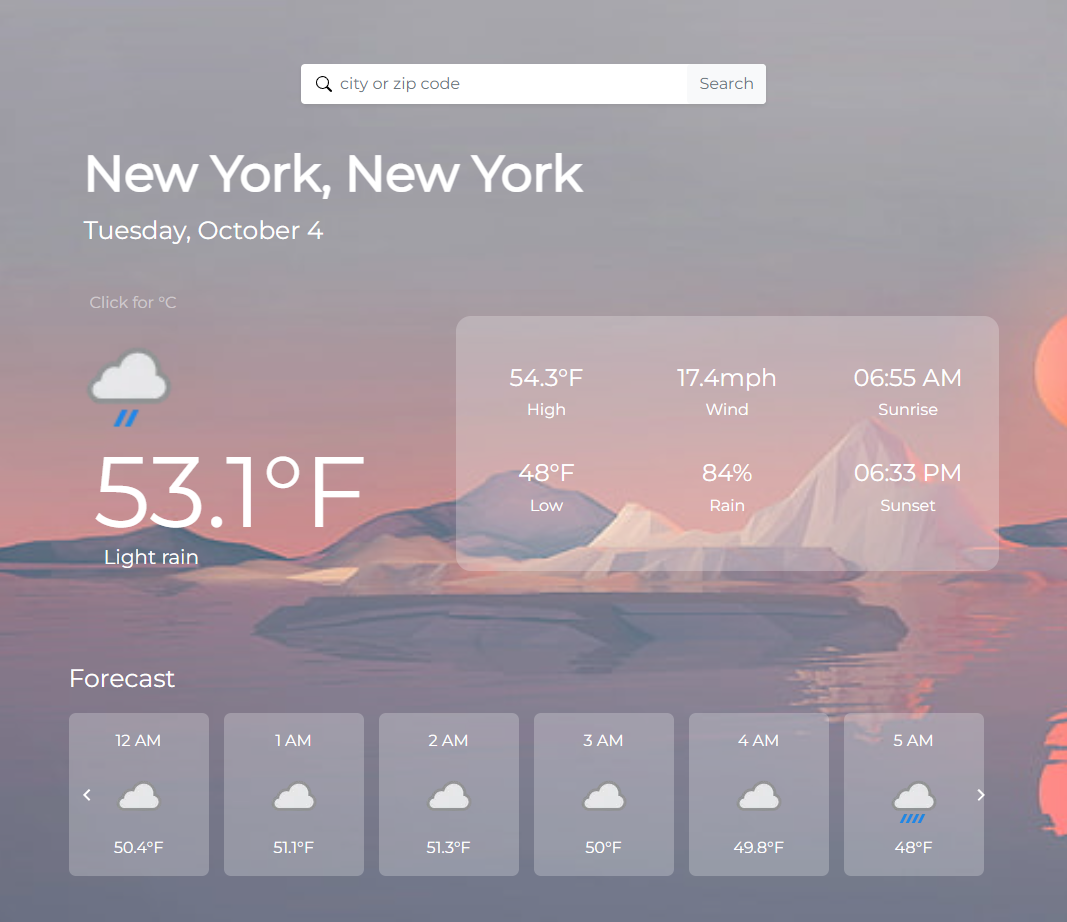 city or zip code Search
New York, New York
Tuesday, October 4
Click for °C
54.3°F 17.4mph 06:55 AM
High Wind Sunrise
48°F 84% 06:33 PM
Low Rain Sunset
53.1°F
Light rain
Forecast
12 AM 1 AM 2 AM 3 AM 4 AM 5 AM
50.4°F 51.1°F 51.3°F 50°F 49.8°F 48°F